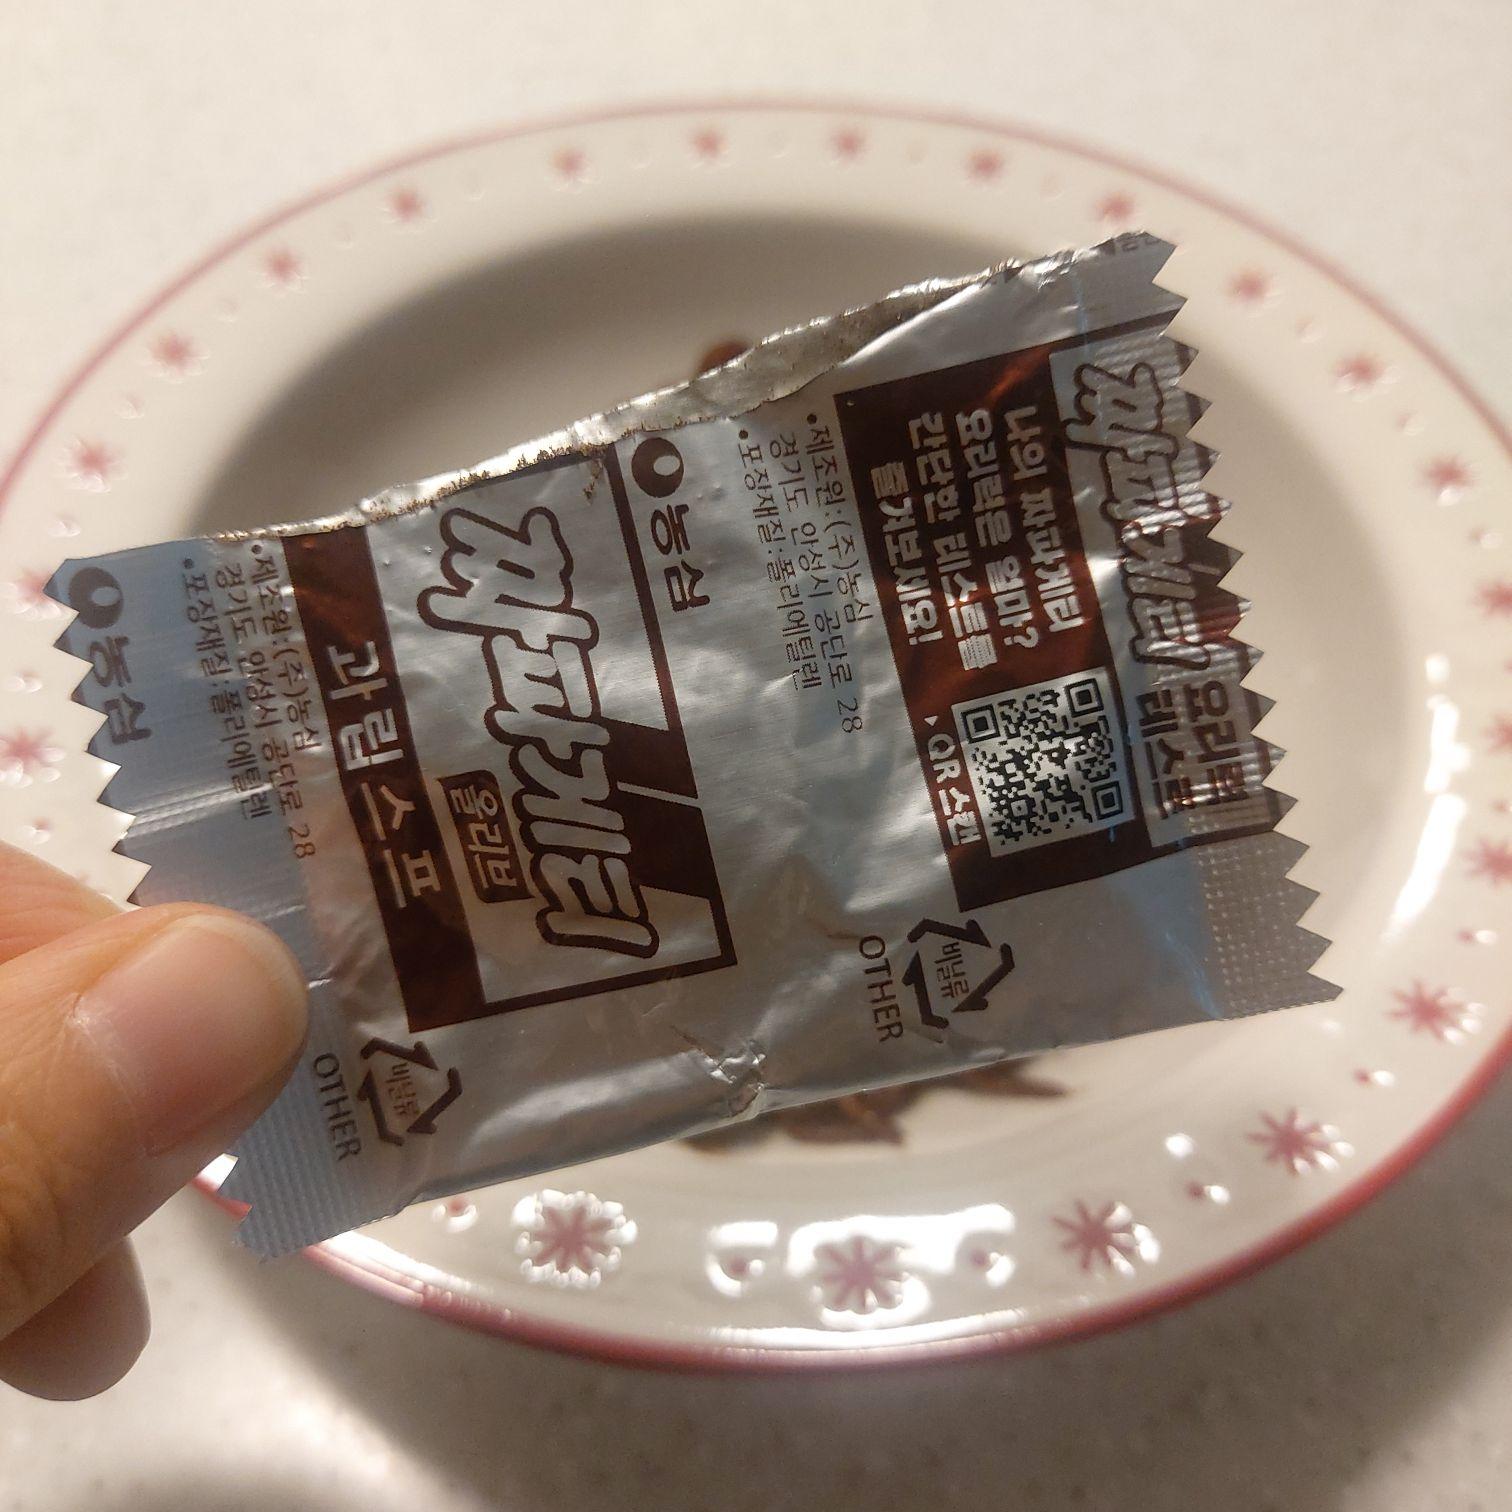 농심
짜파게티
올리브
과립스프
•제조원:(주)농심
경기도 안성시 공단로 28
•포장재질:폴리에틸렌
비닐류
OTHER
짜파게티 요리력
테스트
나의 짜파게티
요리력은 얼마?
간단한 테스트를
즐겨보세요!
QR 스캔
농심
•제조원:(주)농심
경기도 안성시 공단로 28
•포장재질:폴리에틸렌
비닐류
OTHER